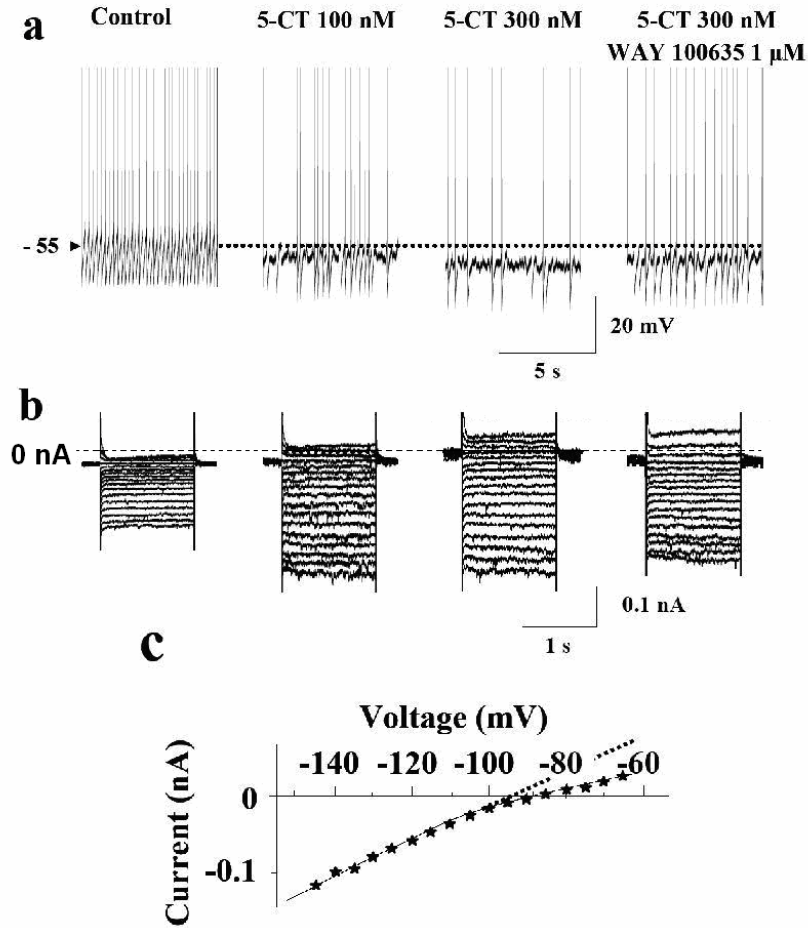 a
Control 5-CT 100 nM 5-CT 300 nM 5-CT 300 nM
WAY 100635 1 µM
- 55
20 mV
5 s
b
0 nA
0.1 nA
1 s
c
Voltage (mV)
-140 -120 -100 -80 -60
0
-0.1
Current (nA)